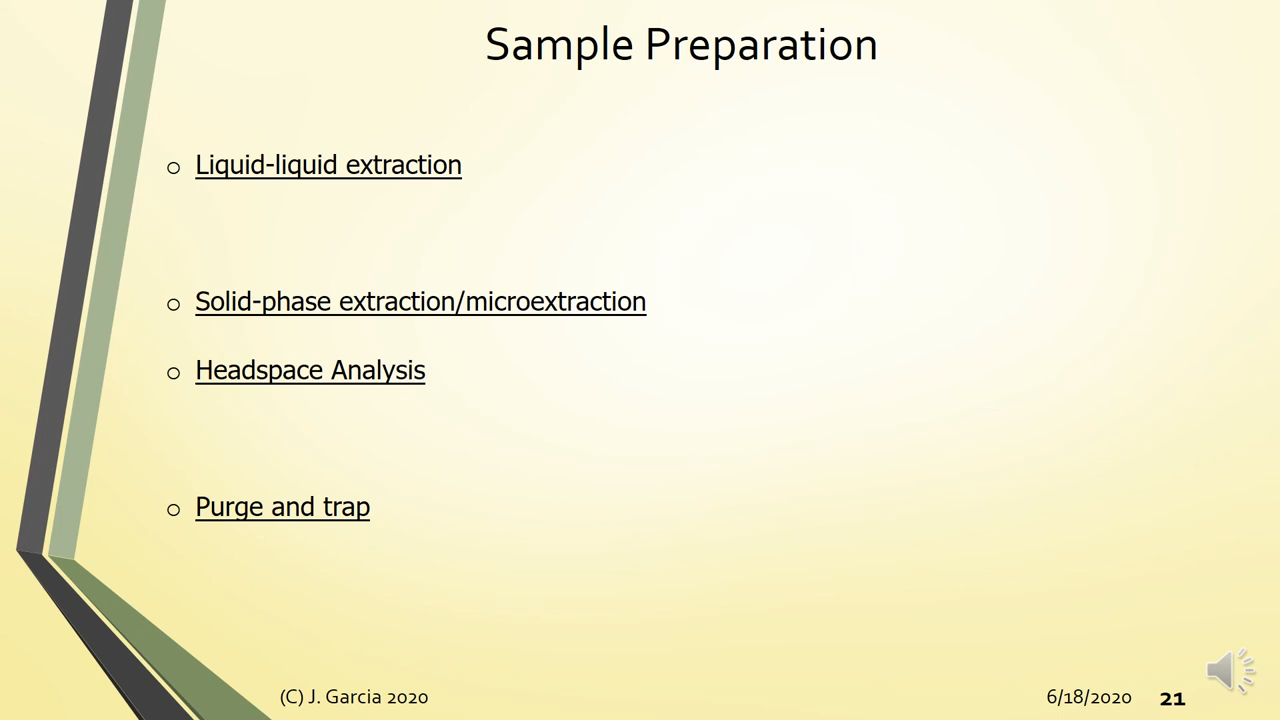 Sample Preparation
Liquid-liquid extraction
Solid-phase extraction/microextraction
Headspace Analysis
Purge and trap
(C) J. Garcia 2020
6/18/2020
21